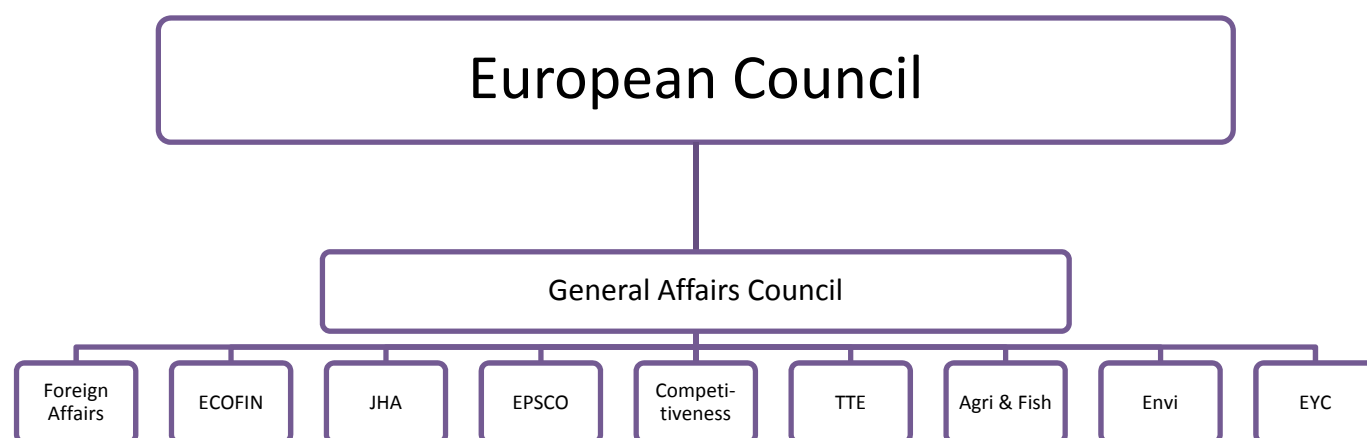 European Council
General Affairs Council
Foreign
Affairs
ECOFIN
JHA
EPSCO
Competi-
tiveness
TTE
Agri & Fish
Envi
EYC